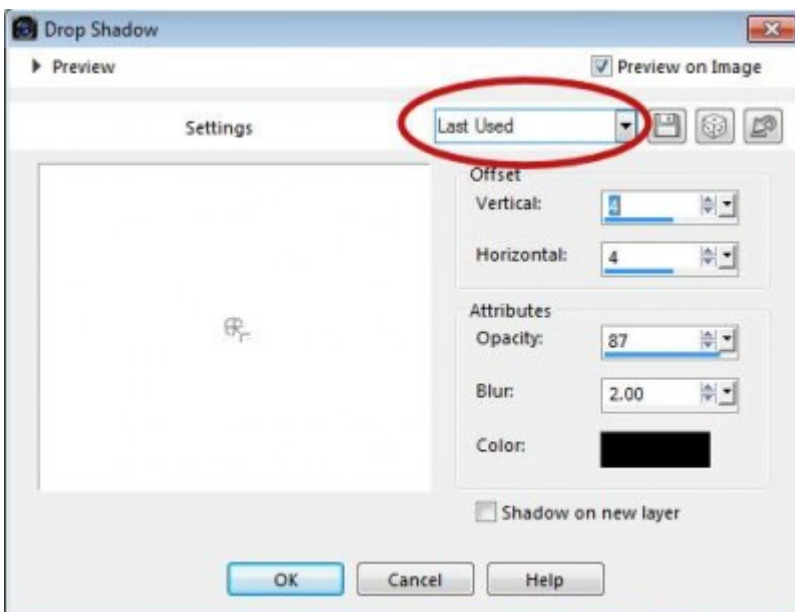 Drop Shadow
Preview
Preview on Image
Settings
Last Used
Offset
Vertical: 4
Horizontal: 4
Attributes
Opacity: 87
Blur: 2.00
Color:
Shadow on new layer
OK Cancel Help